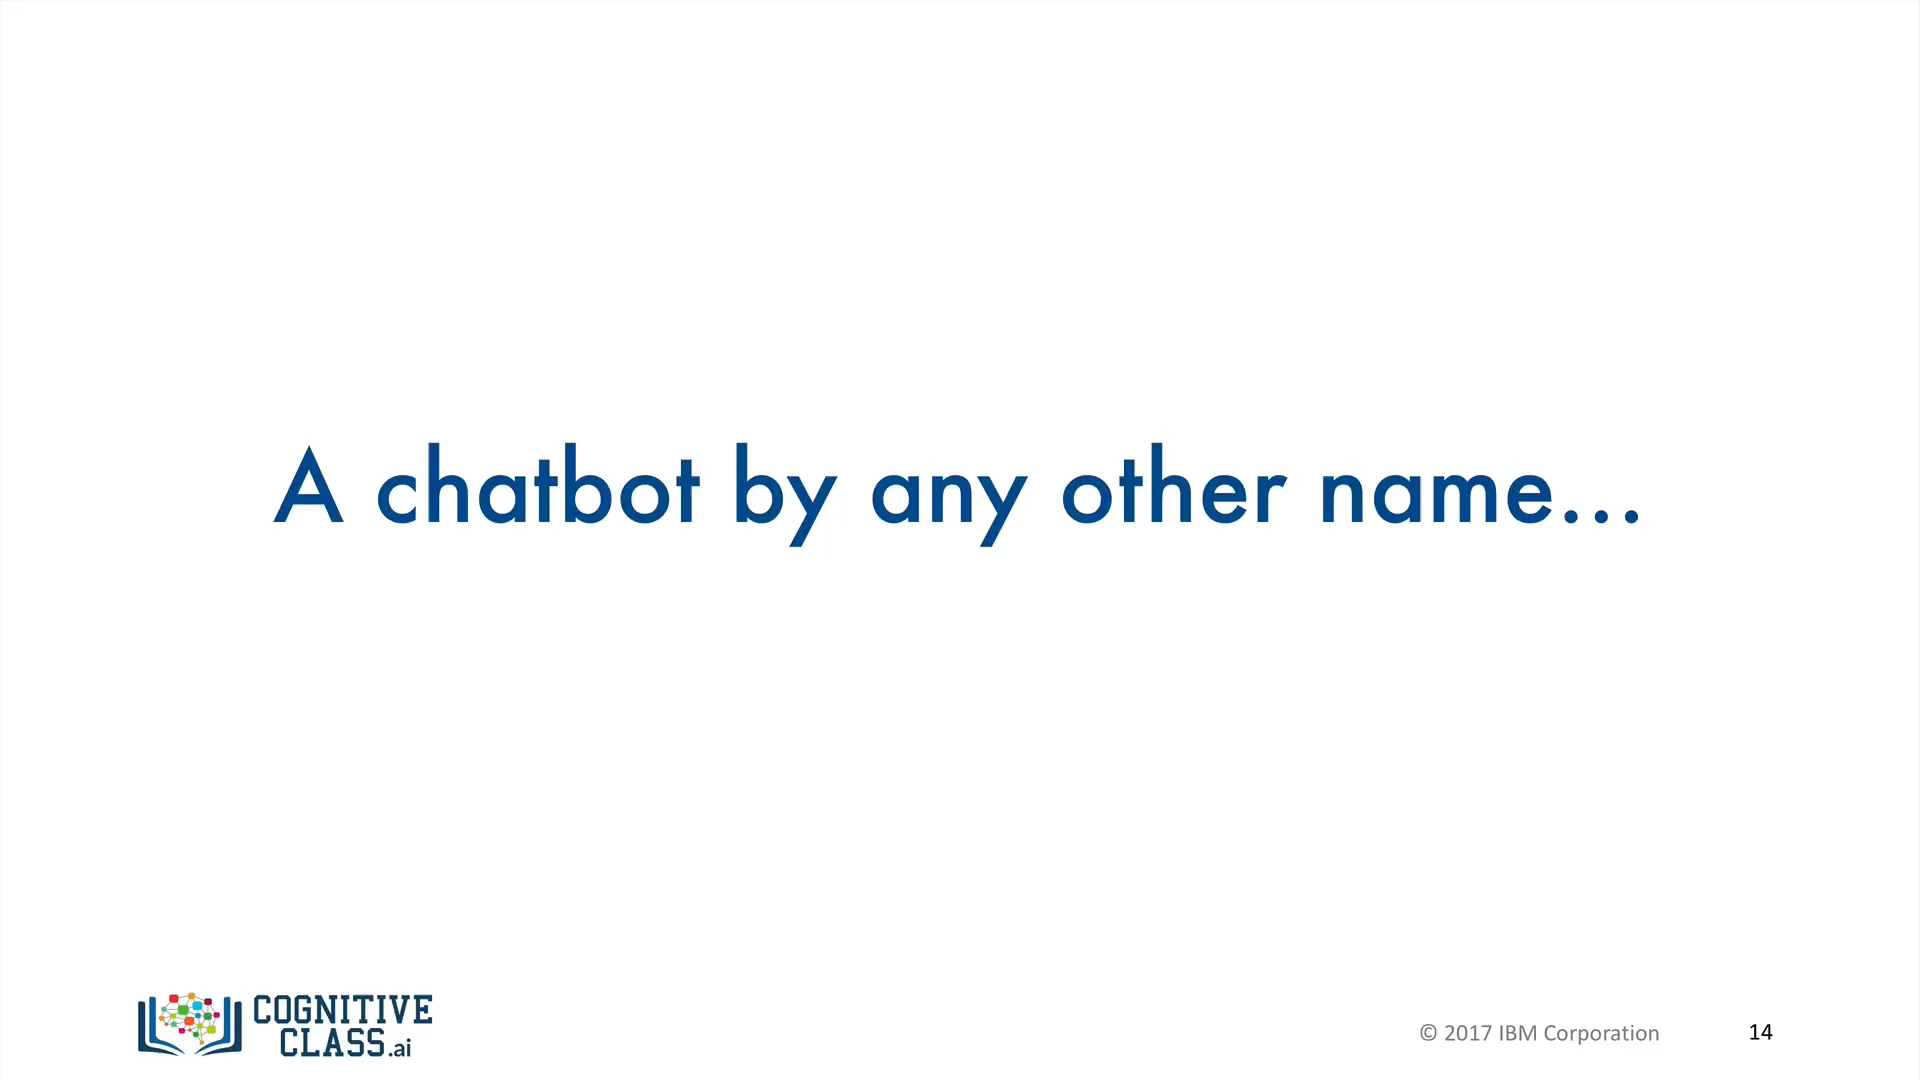 A chatbot by any other name...
COGNITIVE
CLASS.ai
© 2017 IBM Corporation
14